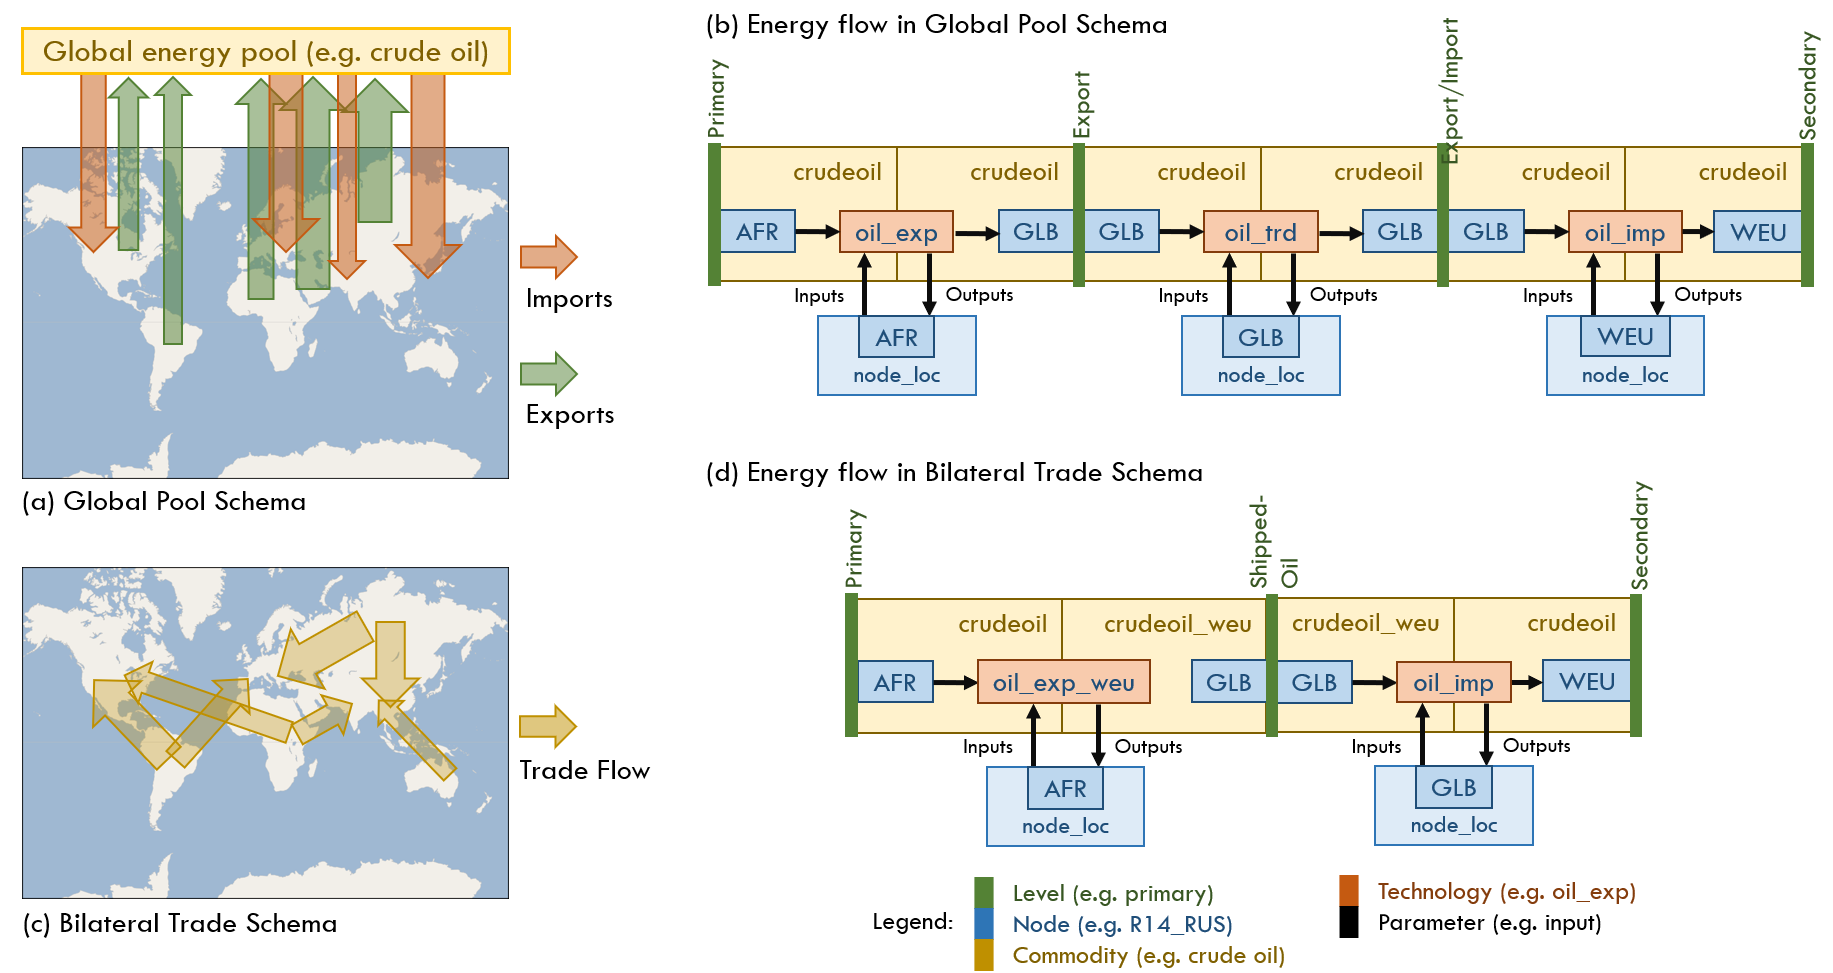 Global energy pool (e.g. crude oil)
Imports
Exports
(a) Global Pool Schema
(b) Energy flow in Global Pool Schema
Primary
Export
Export/Import
Secondary
crudeoil
crudeoil
crudeoil
crudeoil
crudeoil
crudeoil
AFR
oil_exp
GLB
GLB
oil_trd
GLB
GLB
oil_imp
WEU
Inputs
Outputs
Inputs
Outputs
Inputs
Outputs
AFR
node_loc
GLB
node_loc
WEU
node_loc
Trade Flow
(c) Bilateral Trade Schema
(d) Energy flow in Bilateral Trade Schema
Primary
Shipped-
Oil
Secondary
crudeoil
crudeoil_weu
crudeoil_weu
crudeoil
AFR
oil_exp_weu
GLB
GLB
oil_imp
WEU
Inputs
Outputs
Inputs
Outputs
AFR
node_loc
GLB
node_loc
Legend:
Level (e.g. primary)
Node (e.g. R14_RUS)
Commodity (e.g. crude oil)
Technology (e.g. oil_exp)
Parameter (e.g. input)